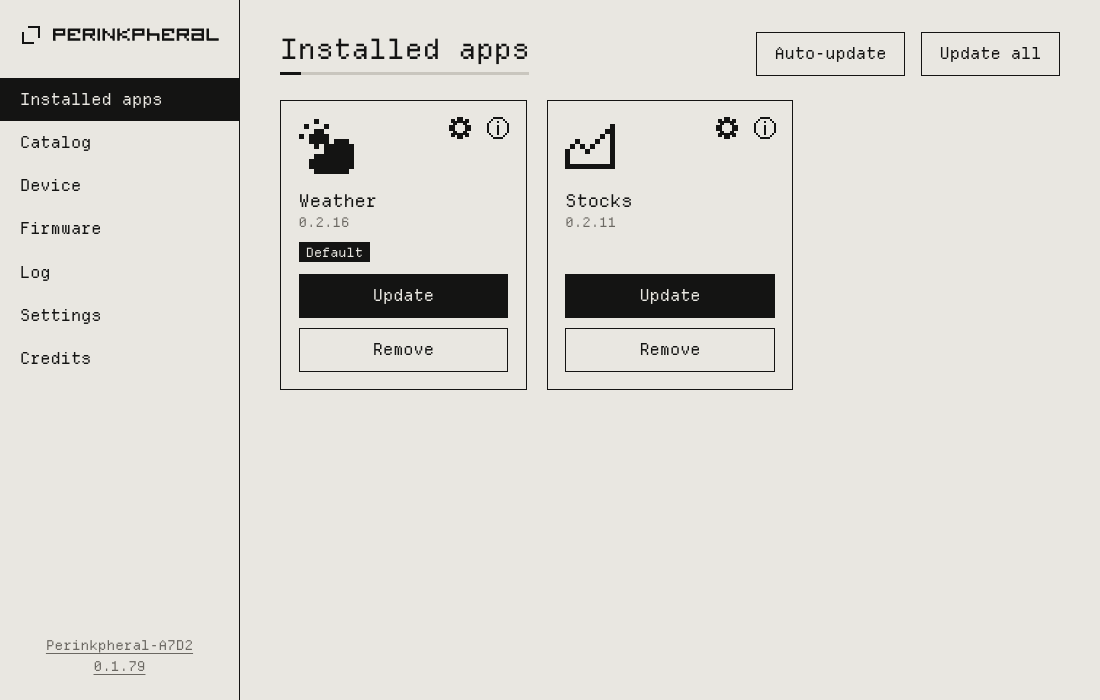 PERINKPHERAL
Installed apps
Catalog
Device
Firmware
Log
Settings
Credits
Perinkpheral-A7D2
0.1.79
Installed apps
Auto-update
Update all
Weather
0.2.16
Default
Update
Remove
Stocks
0.2.11
Update
Remove